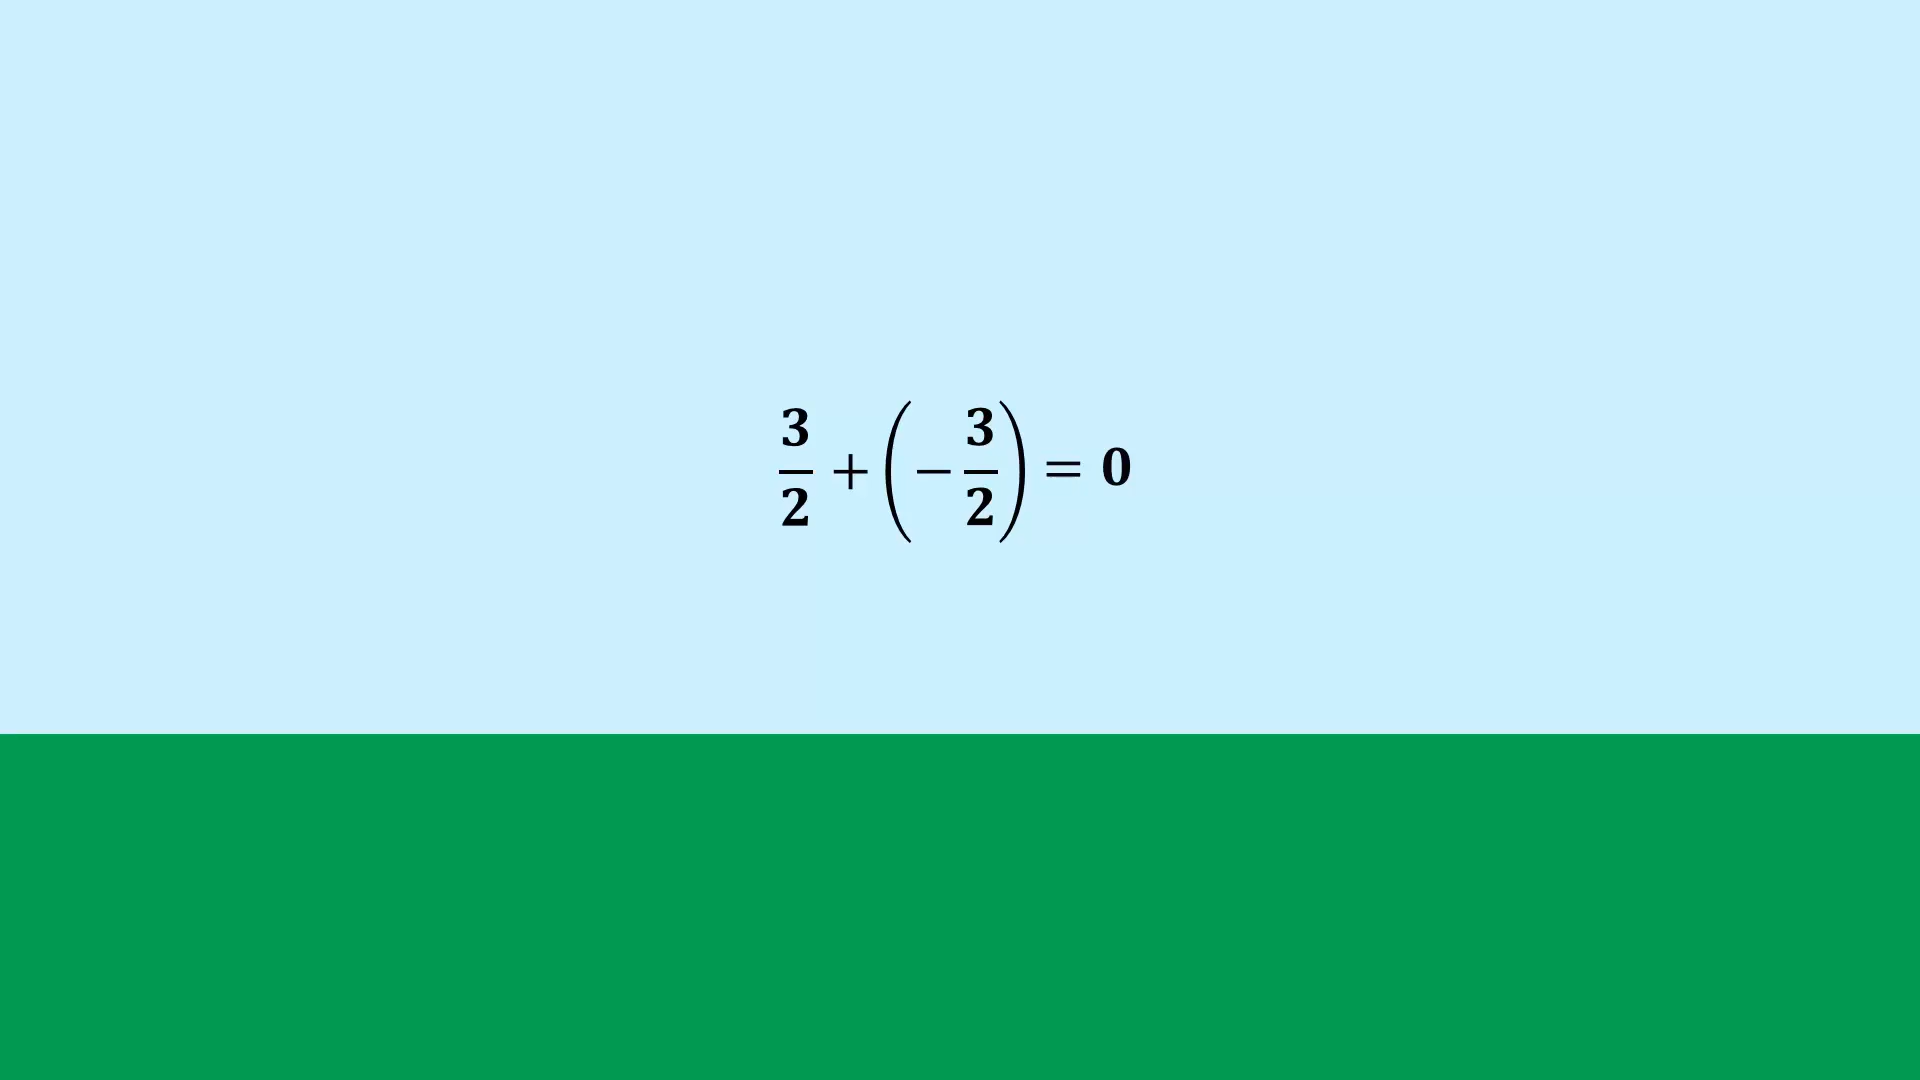 3/2 + (−3/2) = 0